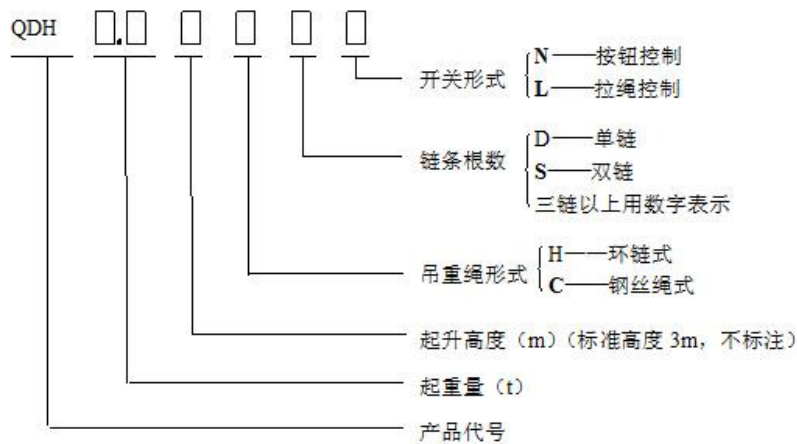 QDH □.□ □ □ □ □
开关形式 N——按钮控制
L——拉绳控制
链条根数 D——单链
S——双链
三链以上用数字表示
吊重绳形式 H——环链式
C——钢丝绳式
起升高度（m）（标准高度 3m，不标注）
起重量（t）
产品代号